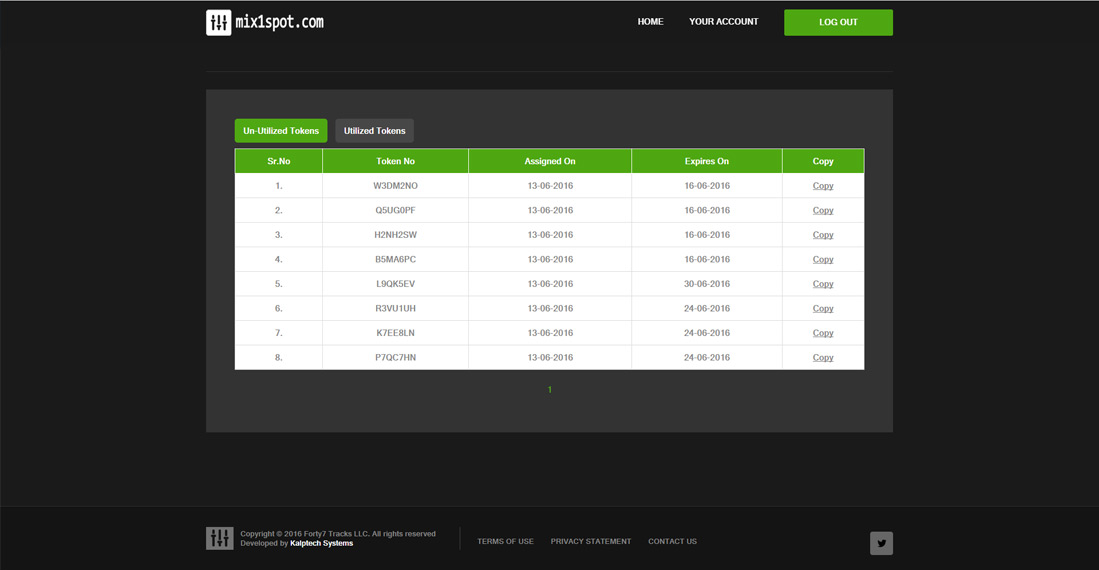 mix1spot.com HOME YOUR ACCOUNT LOG OUT
Un-Utilized Tokens Utilized Tokens
Sr.No Token No Assigned On Expires On Copy
1. W3DM2NO 13-06-2016 16-06-2016 Copy
2. Q5UG0PF 13-06-2016 16-06-2016 Copy
3. H2NH2SW 13-06-2016 16-06-2016 Copy
4. B5MA6PC 13-06-2016 16-06-2016 Copy
5. L9QK5EV 13-06-2016 30-06-2016 Copy
6. R3VU1UH 13-06-2016 24-06-2016 Copy
7. K7EE8LN 13-06-2016 24-06-2016 Copy
8. P7QC7HN 13-06-2016 24-06-2016 Copy
1
Copyright © 2016 Forty7 Tracks LLC. All rights reserved
Developed by Kalptech Systems
TERMS OF USE PRIVACY STATEMENT CONTACT US